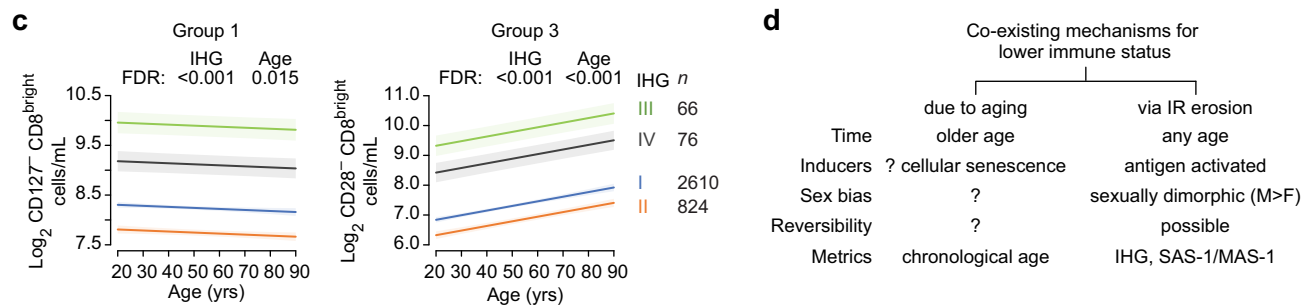 c
Group 1
IHG Age
FDR: <0.001 0.015
Log2 CD127− CD8bright
cells/mL
10.5
9.5
8.5
7.5
20 30 40 50 60 70 80 90
Age (yrs)
Group 3
IHG Age
FDR: <0.001 <0.001
Log2 CD28− CD8bright
cells/mL
11.0
10.0
9.0
8.0
7.0
6.0
20 30 40 50 60 70 80 90
Age (yrs)
IHG n
III 66
IV 76
I 2610
II 824
d
Co-existing mechanisms for
lower immune status
due to aging via IR erosion
Time older age any age
Inducers ? cellular senescence antigen activated
Sex bias ? sexually dimorphic (M>F)
Reversibility ? possible
Metrics chronological age IHG, SAS-1/MAS-1